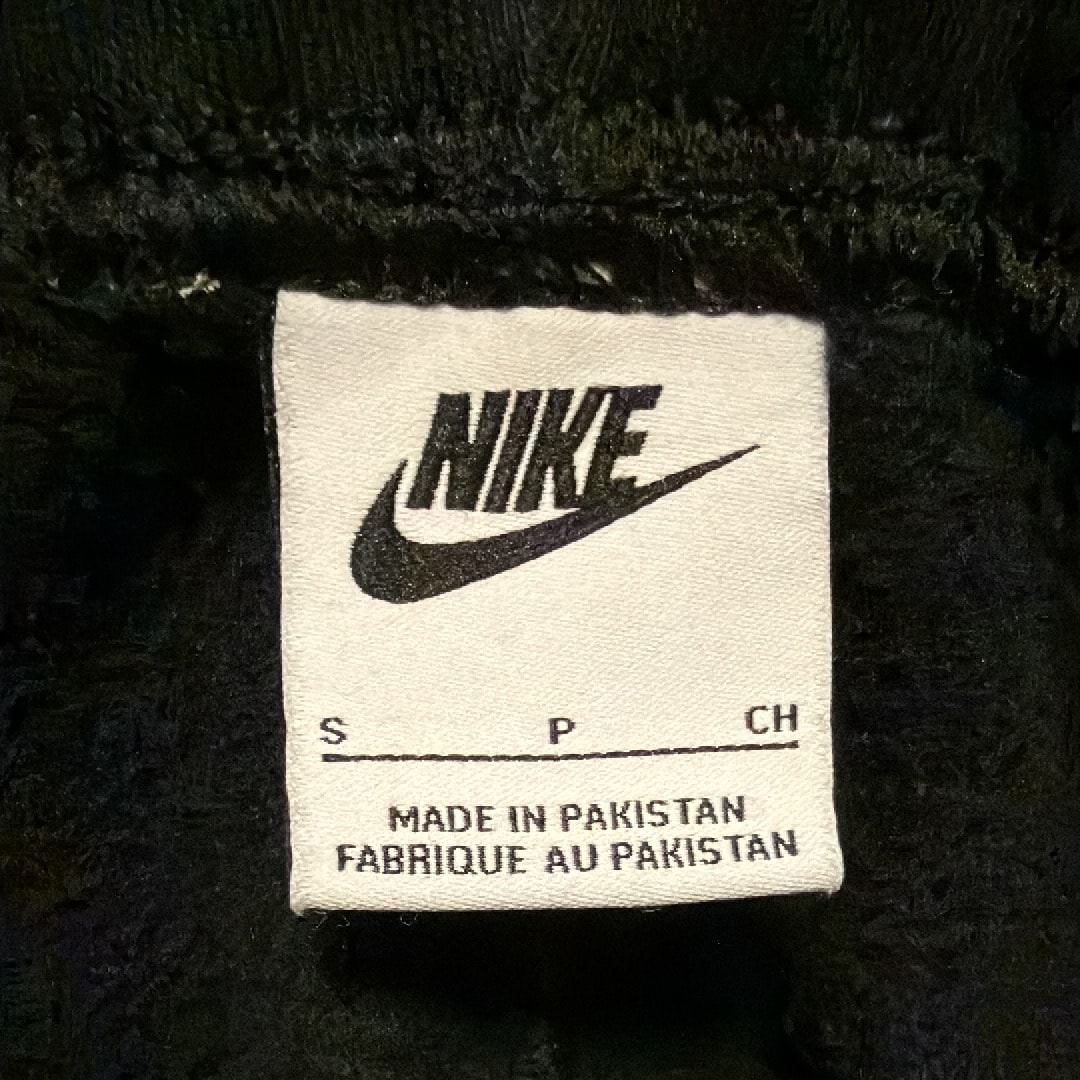 NIKE
S P CH
MADE IN PAKISTAN
FABRIQUE AU PAKISTAN